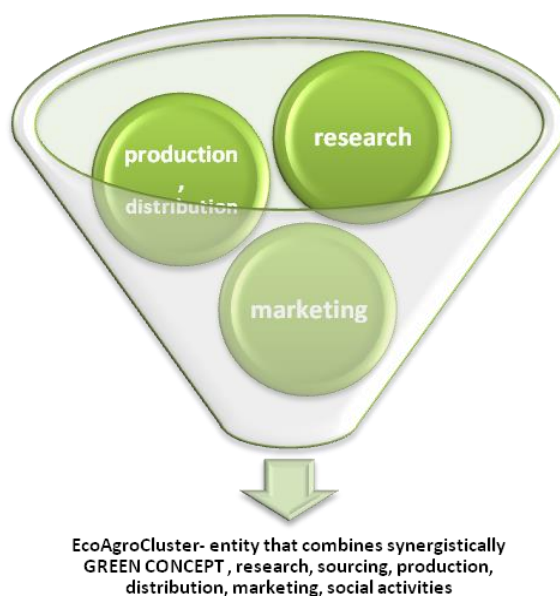 research
production
,
distribution
marketing
EcoAgroCluster- entity that combines synergistically
GREEN CONCEPT , research, sourcing, production,
distribution, marketing, social activities